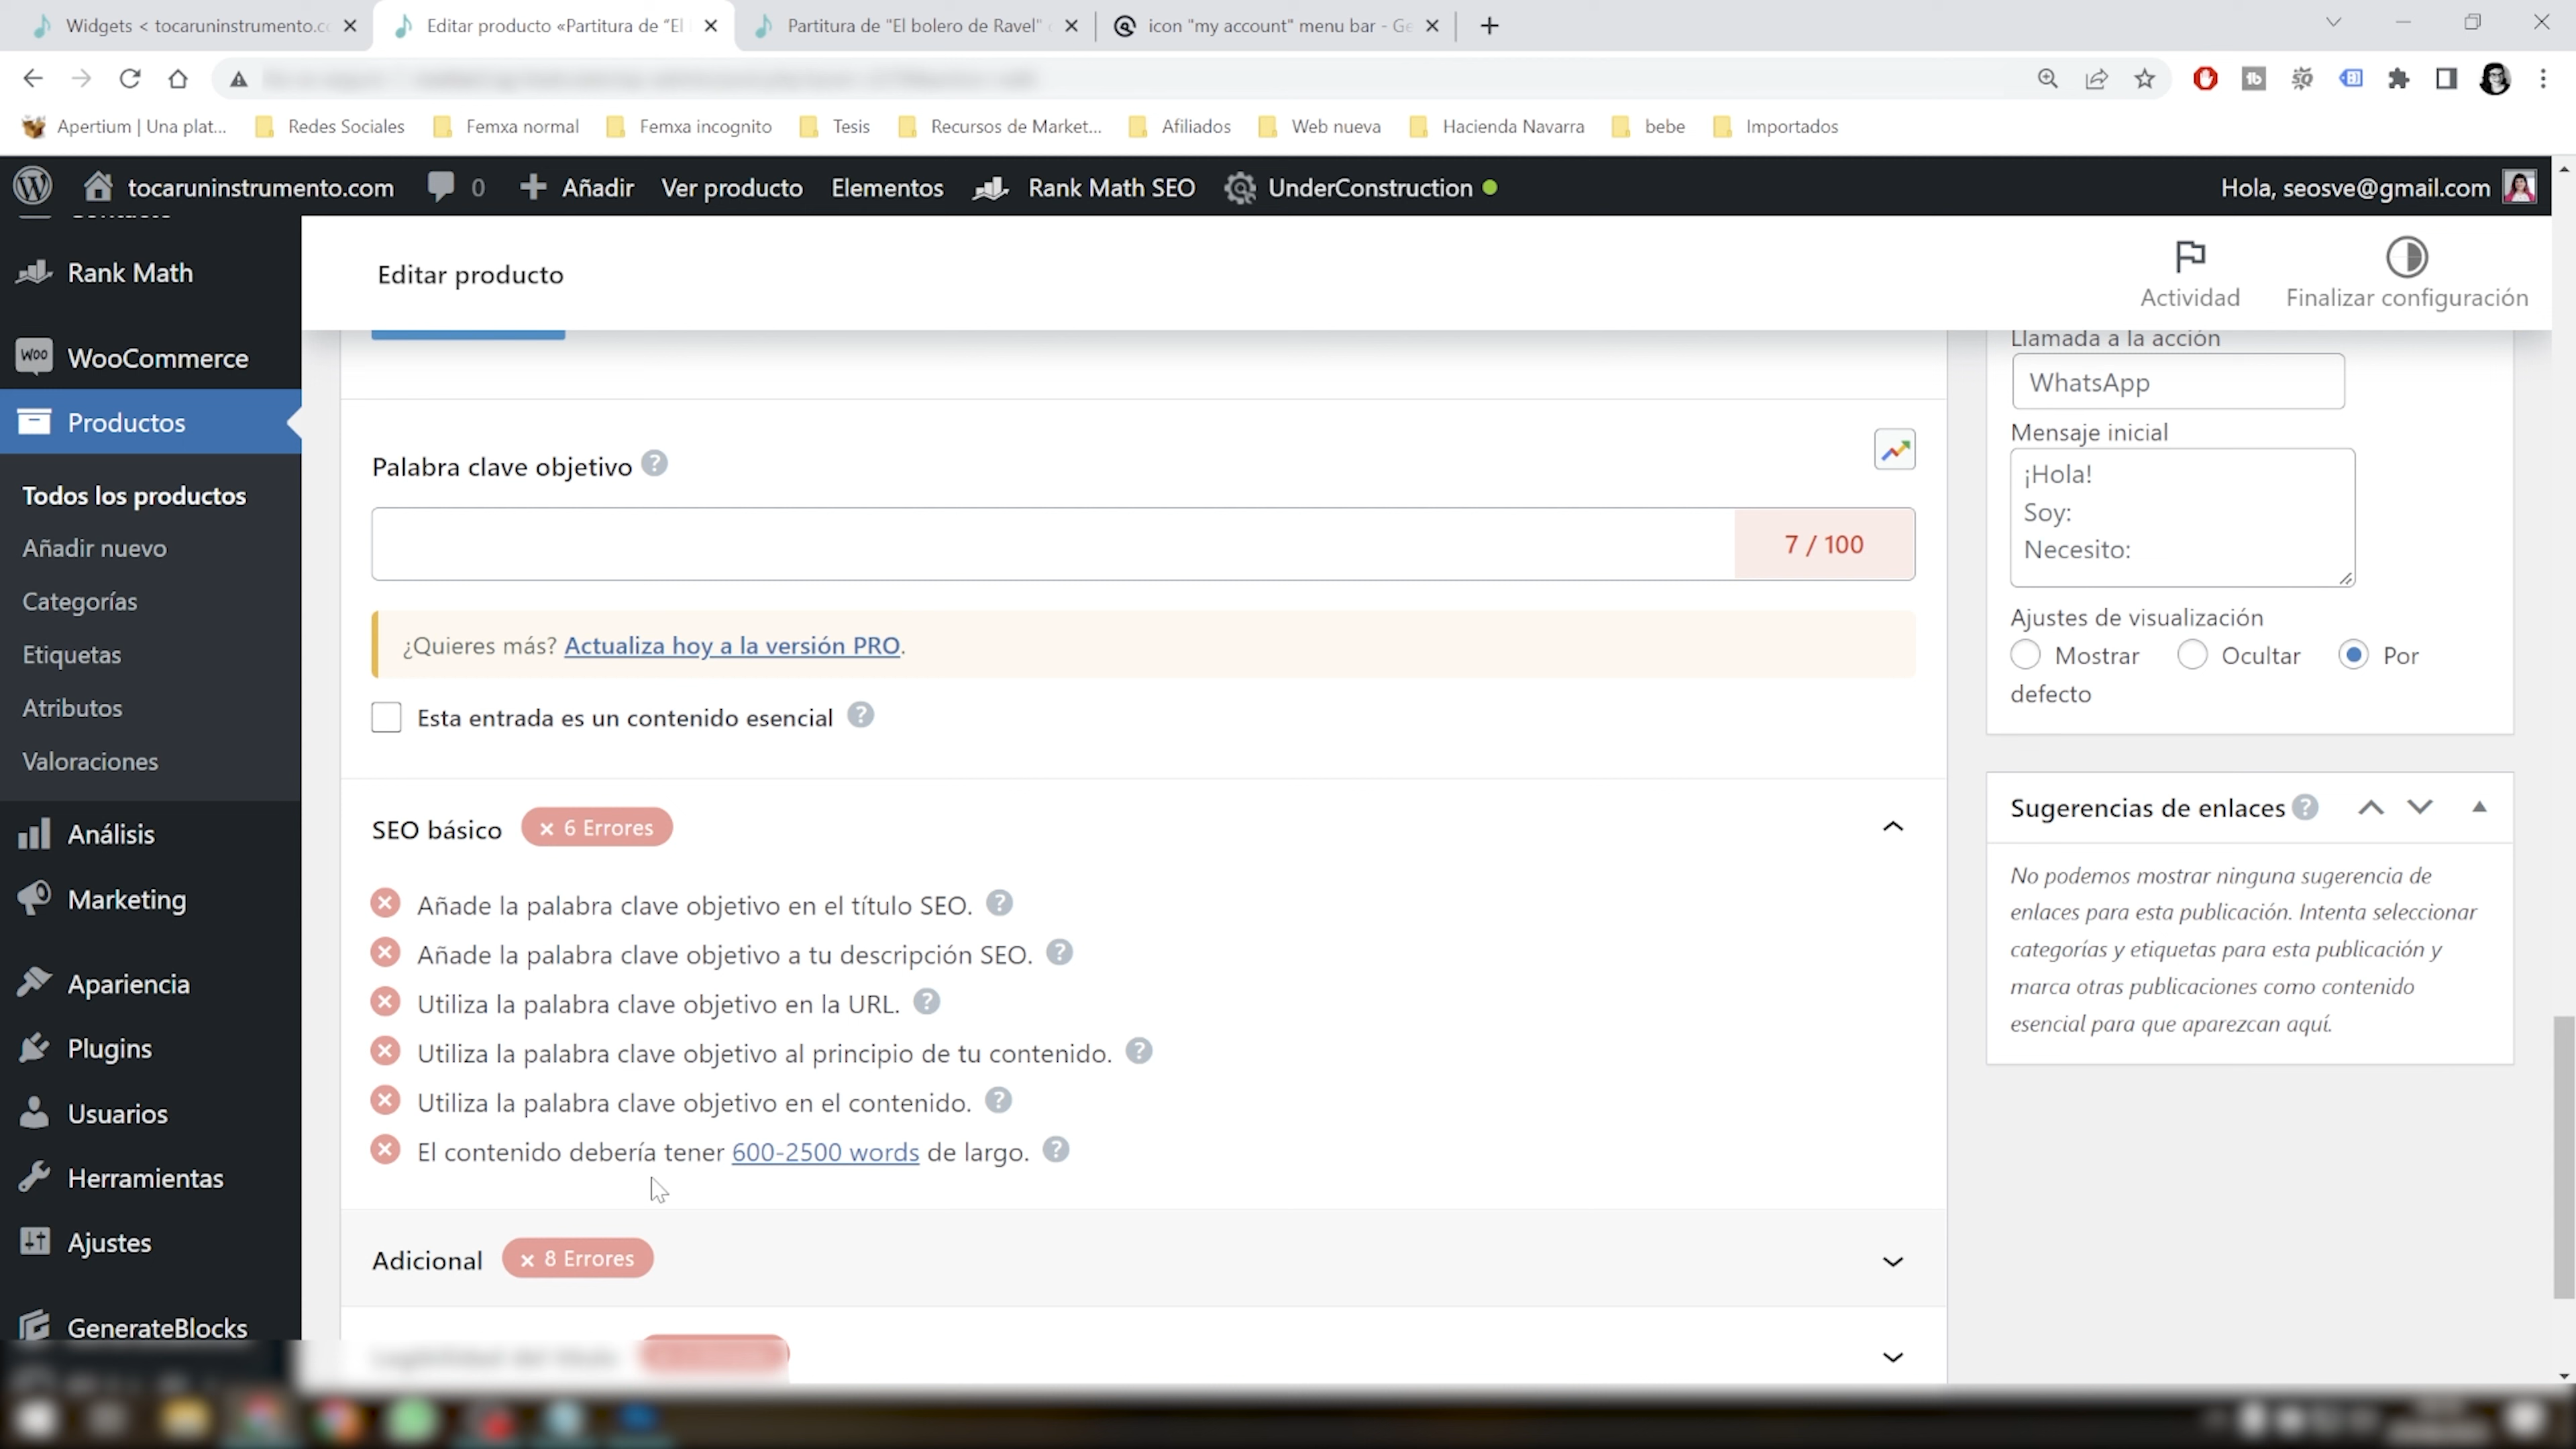 Widgets < tocaruninstrumento.c
Editar producto «Partitura de "El
Partitura de "El bolero de Ravel"
icon "my account" menu bar - Ge
Apertium | Una plat...
Redes Sociales
Femxa normal
Femxa incognito
Tesis
Recursos de Market...
Afiliados
Web nueva
Hacienda Navarra
bebe
Importados
tocaruninstrumento.com
0
Añadir
Ver producto
Elementos
Rank Math SEO
UnderConstruction
Hola, seosve@gmail.com
Contacto
Rank Math
WooCommerce
Productos
Todos los productos
Añadir nuevo
Categorías
Etiquetas
Atributos
Valoraciones
Análisis
Marketing
Apariencia
Plugins
Usuarios
Herramientas
Ajustes
GenerateBlocks
Editar producto
Actividad
Finalizar configuración
Palabra clave objetivo
7 / 100
¿Quieres más? Actualiza hoy a la versión PRO.
Esta entrada es un contenido esencial
SEO básico
× 6 Errores
Añade la palabra clave objetivo en el título SEO.
Añade la palabra clave objetivo a tu descripción SEO.
Utiliza la palabra clave objetivo en la URL.
Utiliza la palabra clave objetivo al principio de tu contenido.
Utiliza la palabra clave objetivo en el contenido.
El contenido debería tener 600-2500 words de largo.
Adicional
× 8 Errores
Llamada a la acción
WhatsApp
Mensaje inicial
¡Hola!
Soy:
Necesito:
Ajustes de visualización
Mostrar
Ocultar
Por
defecto
Sugerencias de enlaces
No podemos mostrar ninguna sugerencia de
enlaces para esta publicación. Intenta seleccionar
categorías y etiquetas para esta publicación y
marca otras publicaciones como contenido
esencial para que aparezcan aquí.